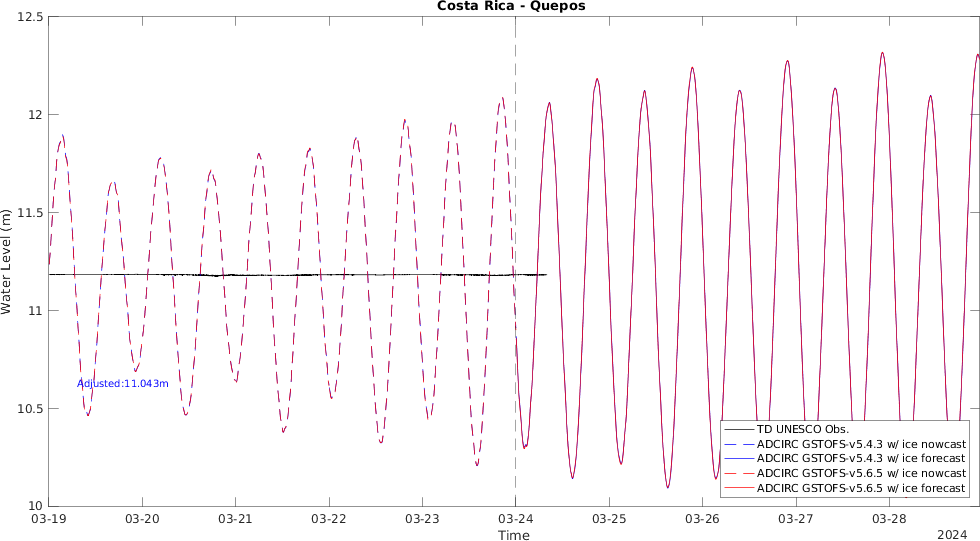 Costa Rica - Quepos
12.5
12
11.5
11
10.5
10
Water Level (m)
Adjusted:11.043m
TD UNESCO Obs.
ADCIRC GSTOFS-v5.4.3 w/ ice nowcast
ADCIRC GSTOFS-v5.4.3 w/ ice forecast
ADCIRC GSTOFS-v5.6.5 w/ ice nowcast
ADCIRC GSTOFS-v5.6.5 w/ ice forecast
03-19 03-20 03-21 03-22 03-23 03-24 03-25 03-26 03-27 03-28
Time
2024